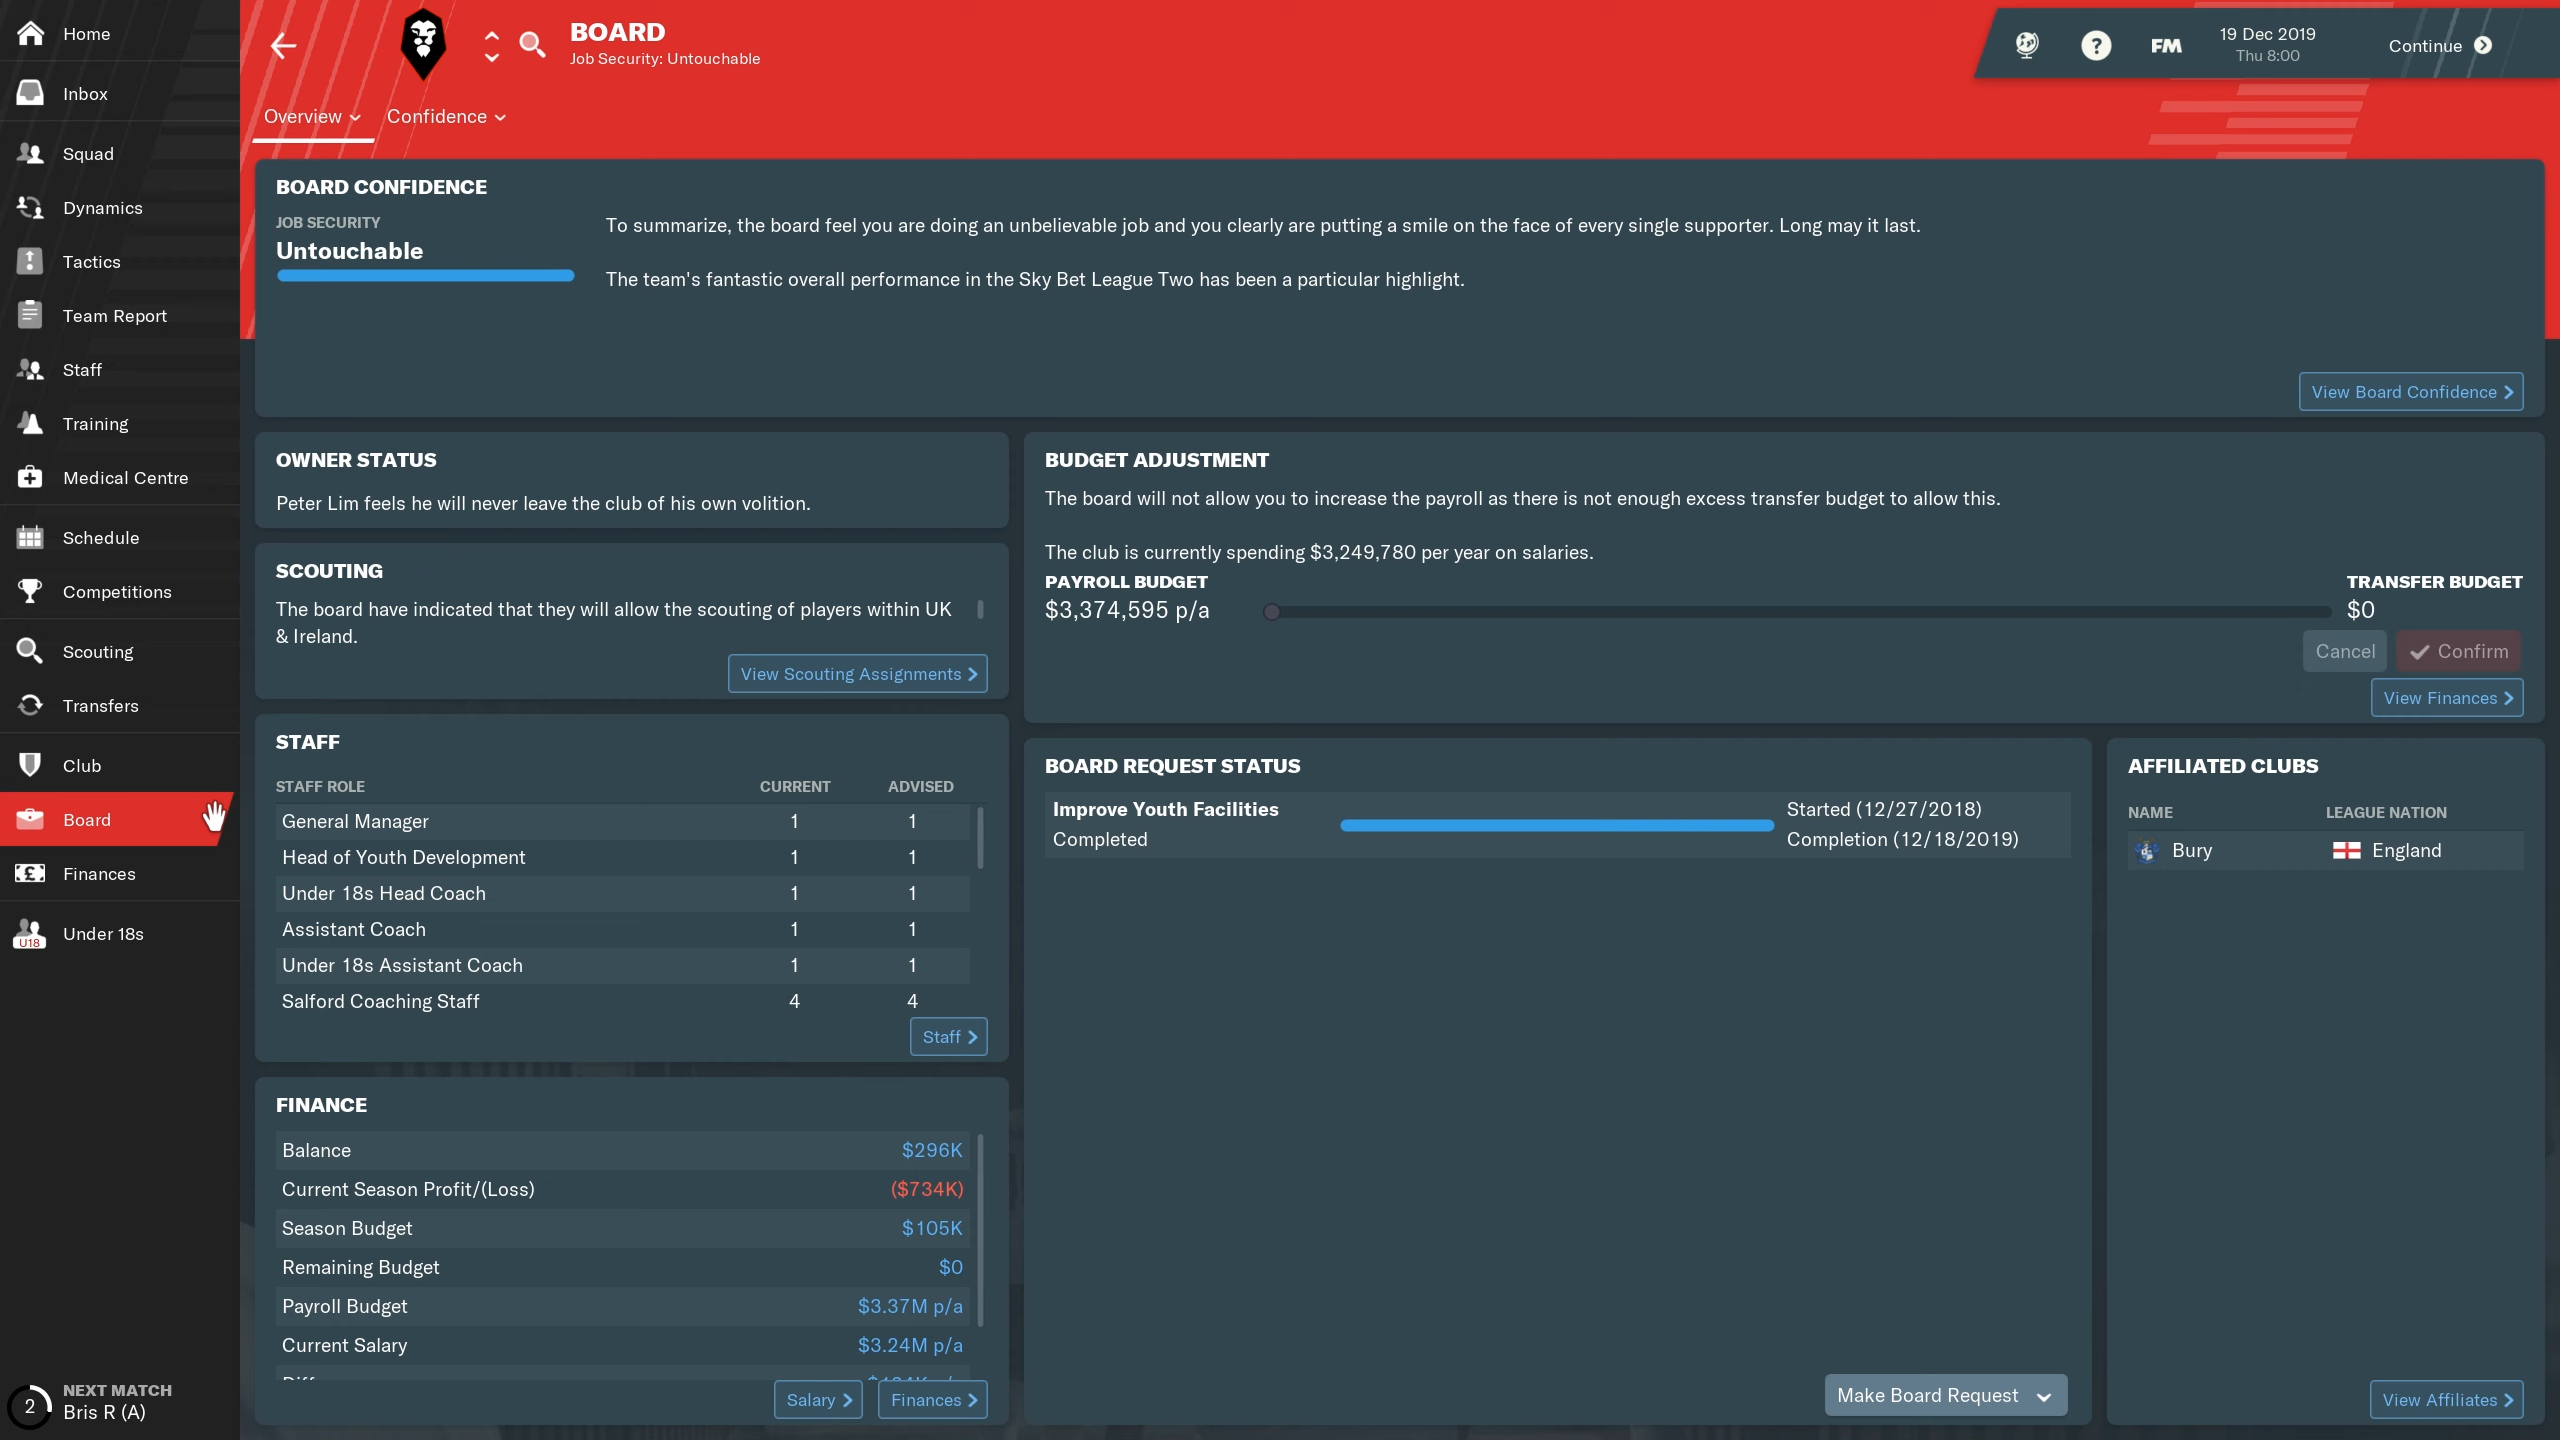 Home
Inbox
Squad
Dynamics
Tactics
Team Report
Staff
Training
Medical Centre
Schedule
Competitions
Scouting
Transfers
Club
Board
Finances
U18
Under 18s
NEXT MATCH
2
Bris R (A)
BOARD
Job Security: Untouchable
?
FM
19 Dec 2019
Thu 8:00
Continue
Overview
Confidence
BOARD CONFIDENCE
JOB SECURITY
Untouchable
To summarize, the board feel you are doing an unbelievable job and you clearly are putting a smile on the face of every single supporter. Long may it last.
The team's fantastic overall performance in the Sky Bet League Two has been a particular highlight.
View Board Confidence
OWNER STATUS
Peter Lim feels he will never leave the club of his own volition.
SCOUTING
The board have indicated that they will allow the scouting of players within UK
& Ireland.
View Scouting Assignments
STAFF
STAFF ROLE CURRENT ADVISED
General Manager 1 1
Head of Youth Development 1 1
Under 18s Head Coach 1 1
Assistant Coach 1 1
Under 18s Assistant Coach 1 1
Salford Coaching Staff 4 4
Staff
FINANCE
Balance $296K
Current Season Profit/(Loss) ($734K)
Season Budget $105K
Remaining Budget $0
Payroll Budget $3.37M p/a
Current Salary $3.24M p/a
Salary
Finances
BUDGET ADJUSTMENT
The board will not allow you to increase the payroll as there is not enough excess transfer budget to allow this.
The club is currently spending $3,249,780 per year on salaries.
PAYROLL BUDGET
$3,374,595 p/a
TRANSFER BUDGET
$0
Cancel
Confirm
View Finances
BOARD REQUEST STATUS
Improve Youth Facilities
Completed
Started (12/27/2018)
Completion (12/18/2019)
Make Board Request
AFFILIATED CLUBS
NAME LEAGUE NATION
Bury England
View Affiliates